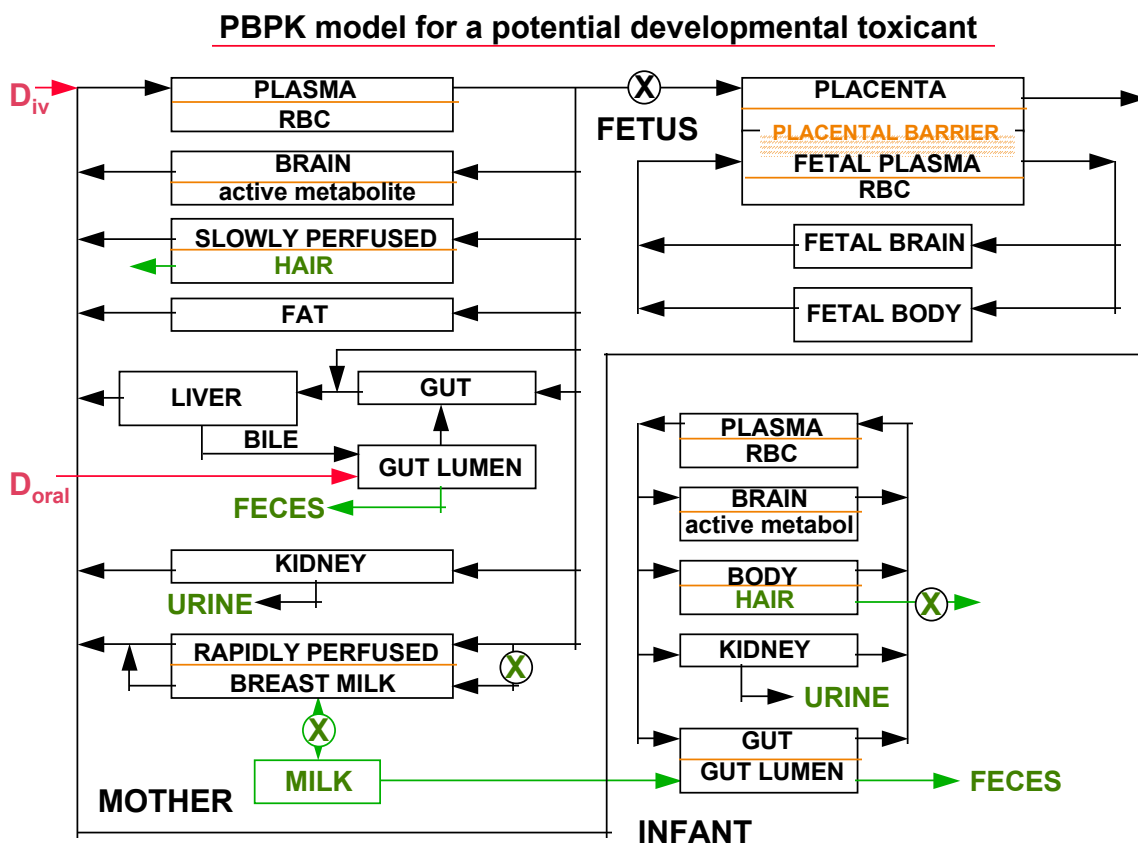 PBPK model for a potential developmental toxicant
D_iv
PLASMA
RBC
BRAIN
active metabolite
SLOWLY PERFUSED
HAIR
FAT
LIVER
GUT
BILE
GUT LUMEN
D_oral
FECES
KIDNEY
URINE
RAPIDLY PERFUSED
BREAST MILK
X
X
MILK
MOTHER
X
FETUS
PLACENTA
PLACENTAL BARRIER
FETAL PLASMA
RBC
FETAL BRAIN
FETAL BODY
PLASMA
RBC
BRAIN
active metabol
BODY
HAIR
X
KIDNEY
URINE
GUT
GUT LUMEN
FECES
INFANT